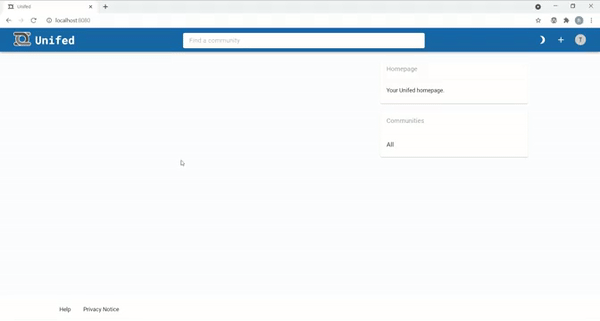 Unifed
localhost:8080
Unifed
Find a community
T
Homepage
Your Unifed homepage.
Communities
All
Help
Privacy Notice